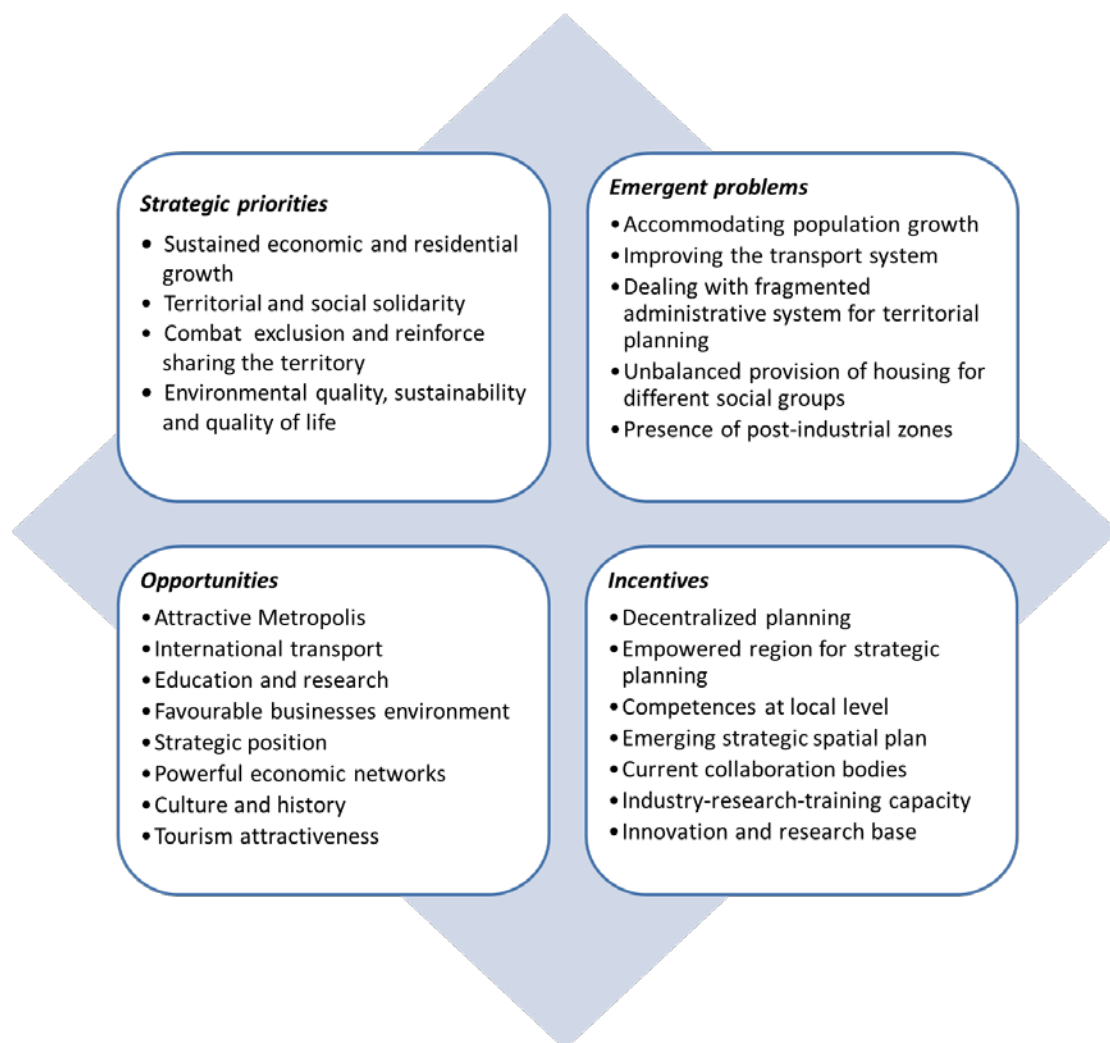 Strategic priorities
• Sustained economic and residential
growth
• Territorial and social solidarity
• Combat exclusion and reinforce
sharing the territory
• Environmental quality, sustainability
and quality of life
Emergent problems
• Accommodating population growth
• Improving the transport system
• Dealing with fragmented
administrative system for territorial
planning
• Unbalanced provision of housing for
different social groups
• Presence of post-industrial zones
Opportunities
• Attractive Metropolis
• International transport
• Education and research
• Favourable businesses environment
• Strategic position
• Powerful economic networks
• Culture and history
• Tourism attractiveness
Incentives
• Decentralized planning
• Empowered region for strategic
planning
• Competences at local level
• Emerging strategic spatial plan
• Current collaboration bodies
• Industry-research-training capacity
• Innovation and research base